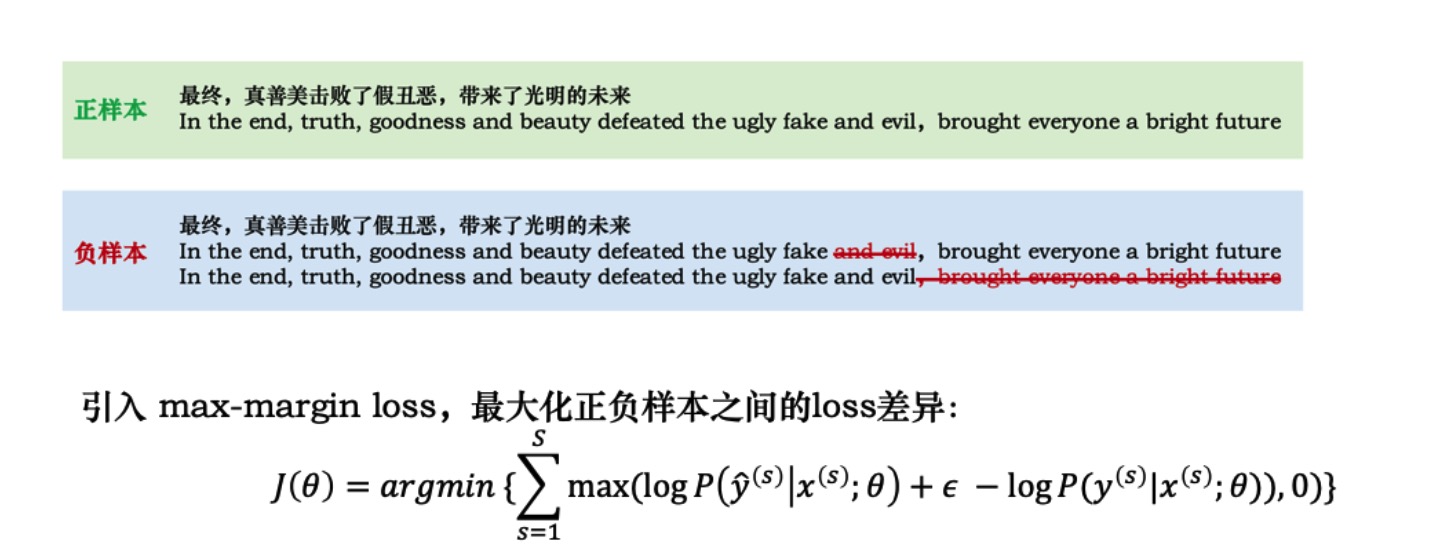 正样本
最终，真善美击败了假丑恶，带来了光明的未来
In the end, truth, goodness and beauty defeated the ugly fake and evil，brought everyone a bright future
负样本
最终，真善美击败了假丑恶，带来了光明的未来
In the end, truth, goodness and beauty defeated the ugly fake and evil，brought everyone a bright future
In the end, truth, goodness and beauty defeated the ugly fake and evil，brought everyone a bright future
引入 max-margin loss，最大化正负样本之间的loss差异：
J(θ) = argmin {∑_{s=1}^{S} max(log P(ŷ^{(s)}|x^{(s)}; θ) + ϵ − log P(y^{(s)}|x^{(s)}; θ)), 0)}